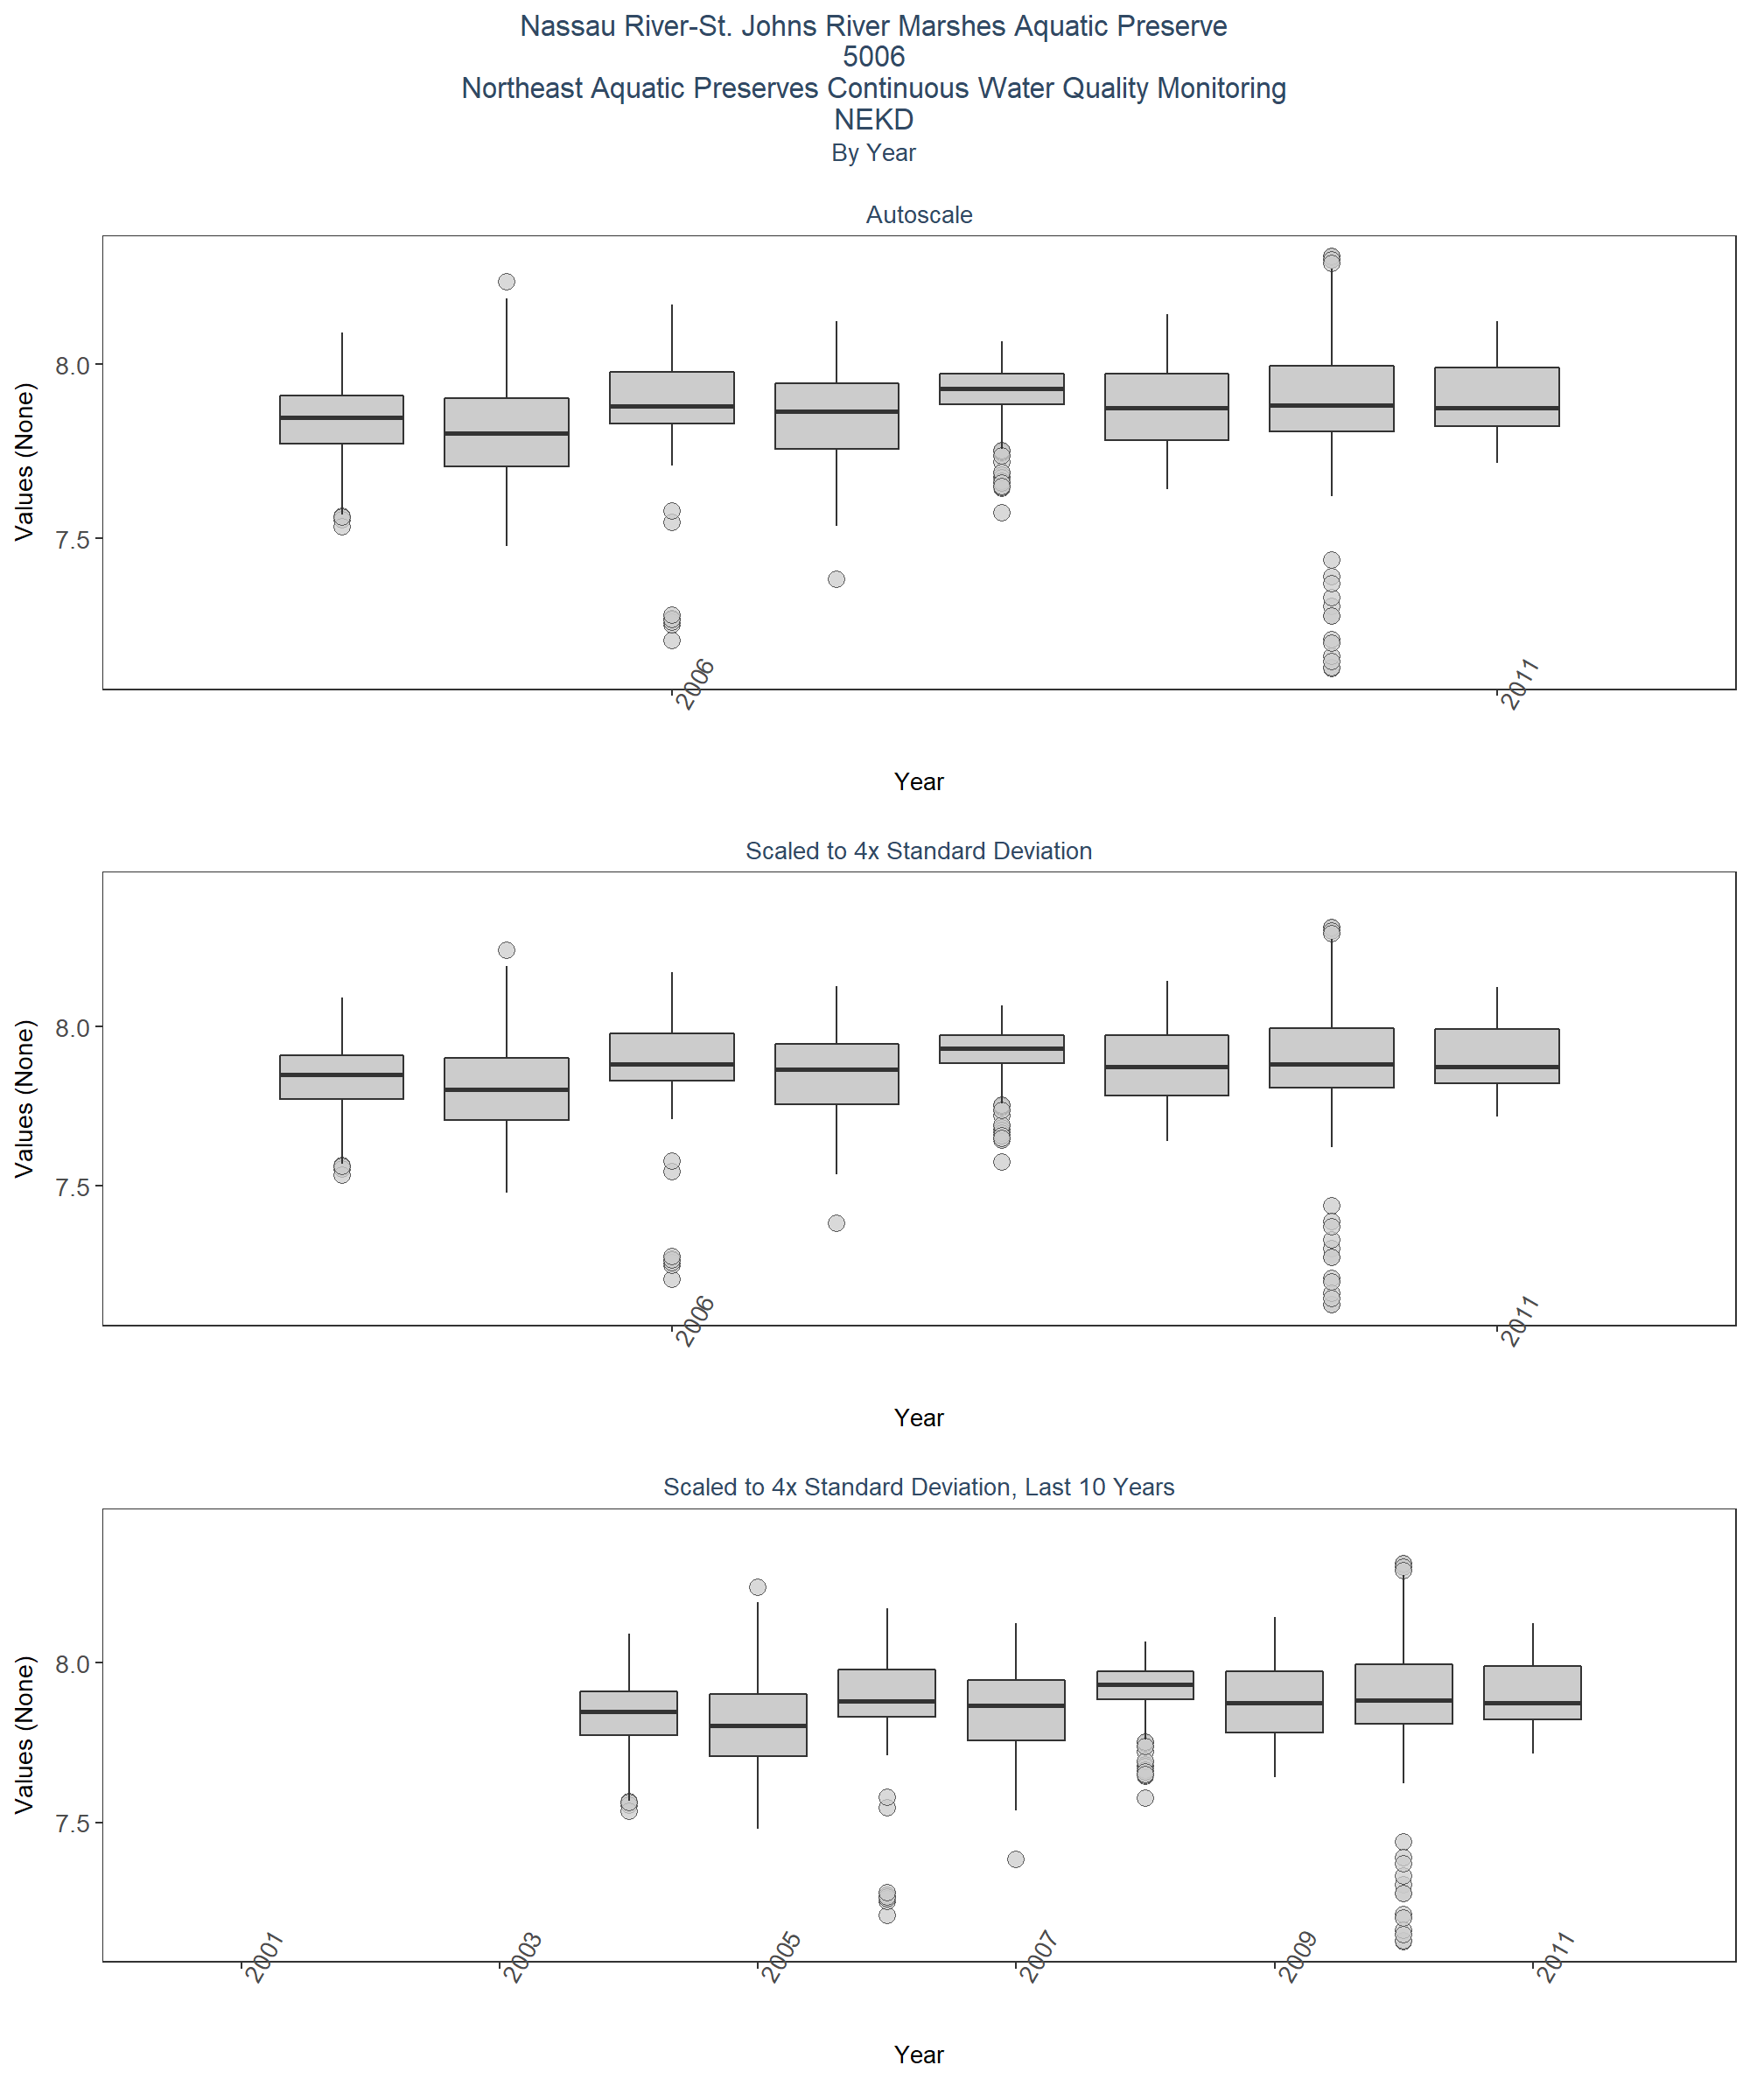 Nassau River-St. Johns River Marshes Aquatic Preserve
5006
Northeast Aquatic Preserves Continuous Water Quality Monitoring
NEKD
By Year
Autoscale
Values (None)
8.0
7.5
2006
2011
Year
Scaled to 4x Standard Deviation
Values (None)
8.0
7.5
2006
2011
Year
Scaled to 4x Standard Deviation, Last 10 Years
Values (None)
8.0
7.5
2001
2003
2005
2007
2009
2011
Year